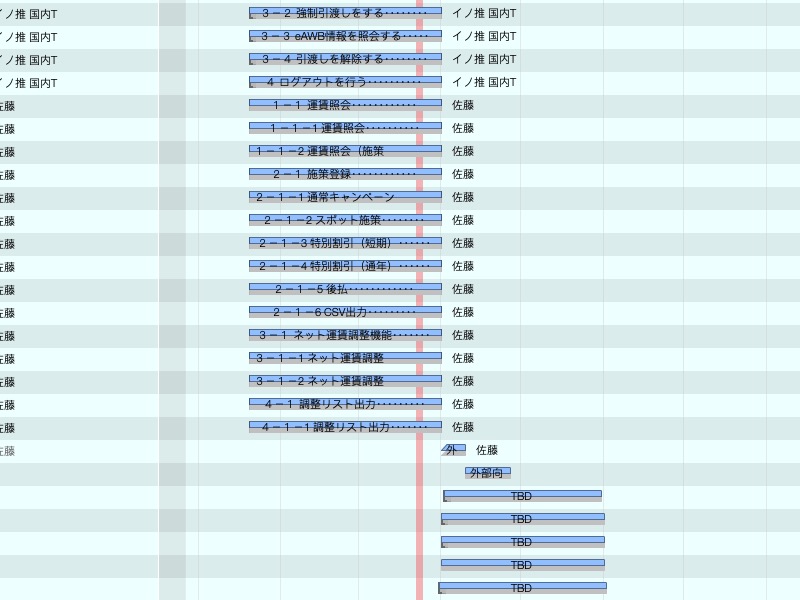 イノ推 国内T 3－2 強制引渡しをする‥‥‥‥ イノ推 国内T
イノ推 国内T 3－3 eAWB情報を照会する‥‥‥ イノ推 国内T
イノ推 国内T 3－4 引渡しを解除する‥‥‥‥ イノ推 国内T
イノ推 国内T 4 ログアウトを行う‥‥‥‥‥ イノ推 国内T
佐藤 1－1 運賃照会‥‥‥‥‥‥ 佐藤
佐藤 1－1－1 運賃照会‥‥‥‥‥ 佐藤
佐藤 1－1－2 運賃照会（施策 佐藤
佐藤 2－1 施策登録‥‥‥‥‥‥ 佐藤
佐藤 2－1－1 通常キャンペーン 佐藤
佐藤 2－1－2 スポット施策‥‥‥‥ 佐藤
佐藤 2－1－3 特別割引（短期）‥‥‥ 佐藤
佐藤 2－1－4 特別割引（通年）‥‥‥ 佐藤
佐藤 2－1－5 後払‥‥‥‥‥‥ 佐藤
佐藤 2－1－6 CSV出力‥‥‥‥ 佐藤
佐藤 3－1 ネット運賃調整機能‥‥‥ 佐藤
佐藤 3－1－1 ネット運賃調整 佐藤
佐藤 3－1－2 ネット運賃調整 佐藤
佐藤 4－1 調整リスト出力‥‥‥‥ 佐藤
佐藤 4－1－1 調整リスト出力‥‥‥ 佐藤
佐藤 外 佐藤
外部向
TBD
TBD
TBD
TBD
TBD